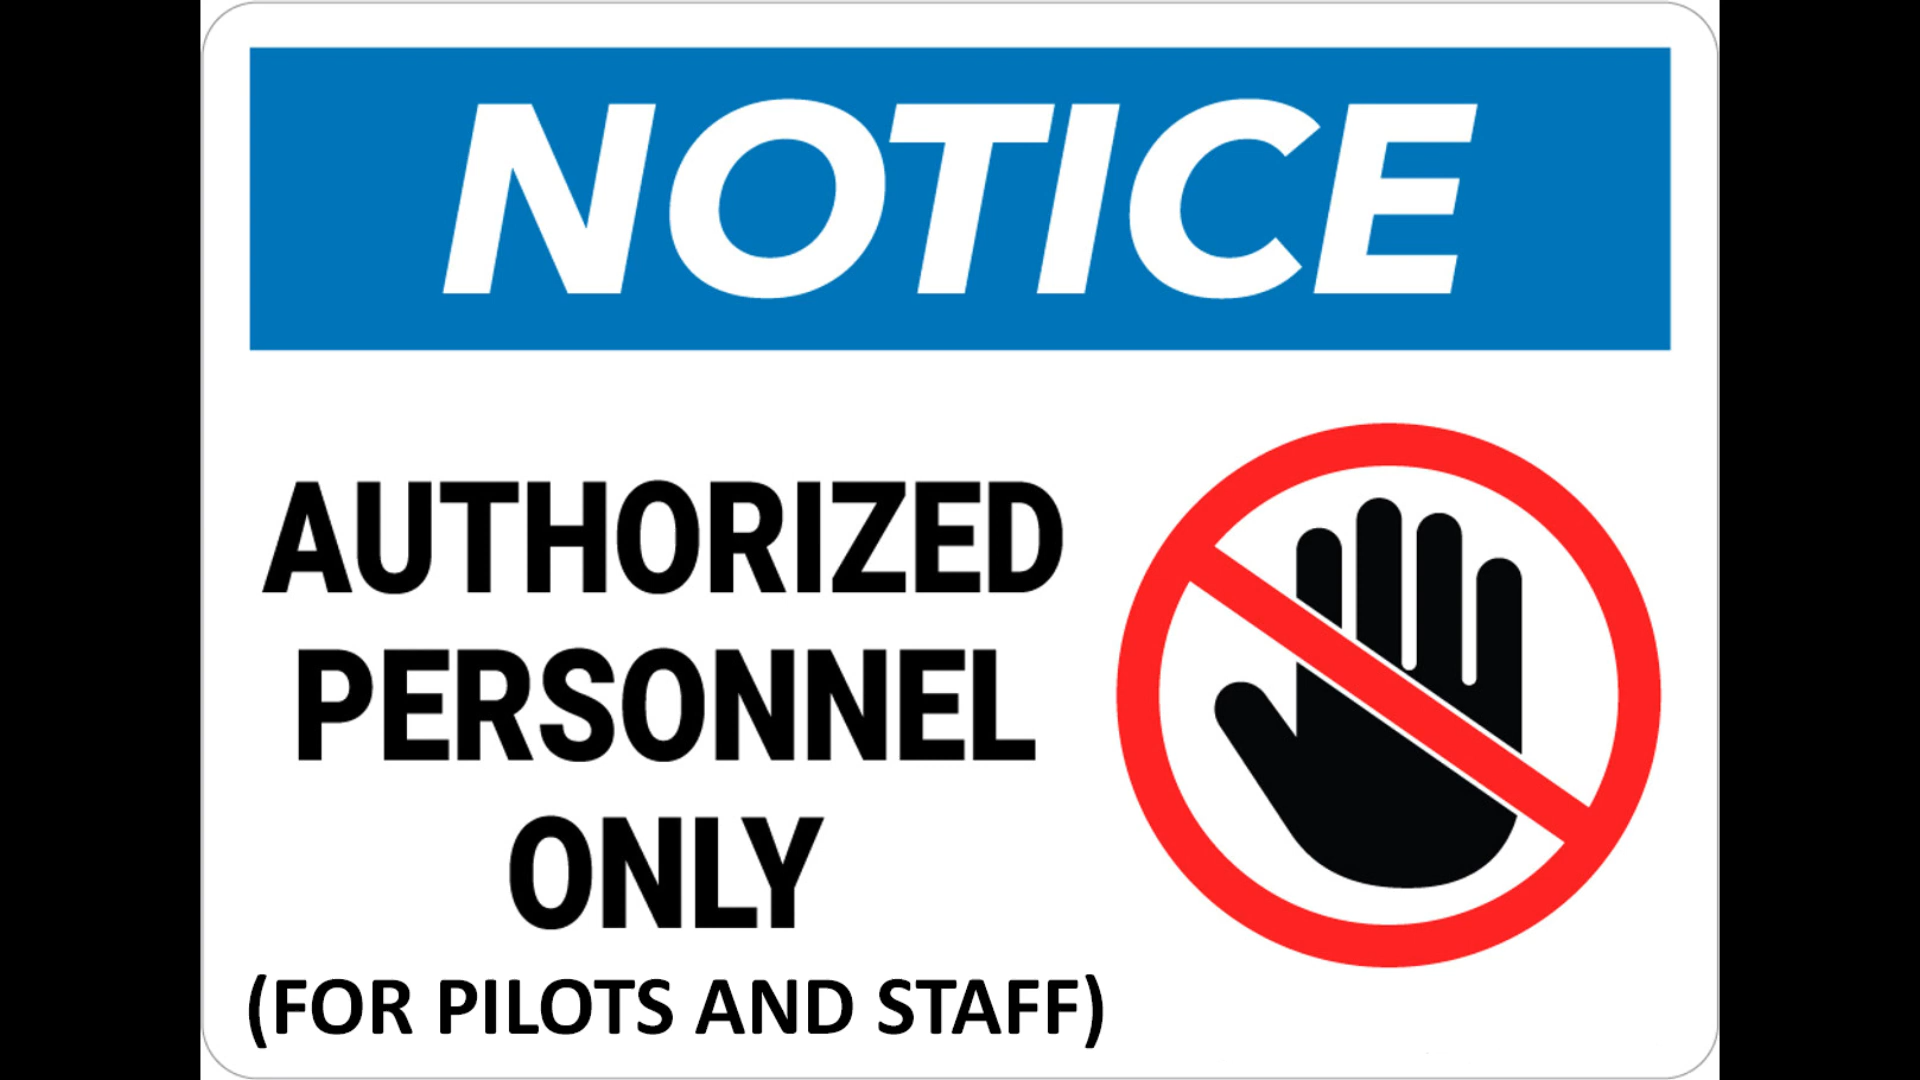 NOTICE
AUTHORIZED
PERSONNEL
ONLY
(FOR PILOTS AND STAFF)